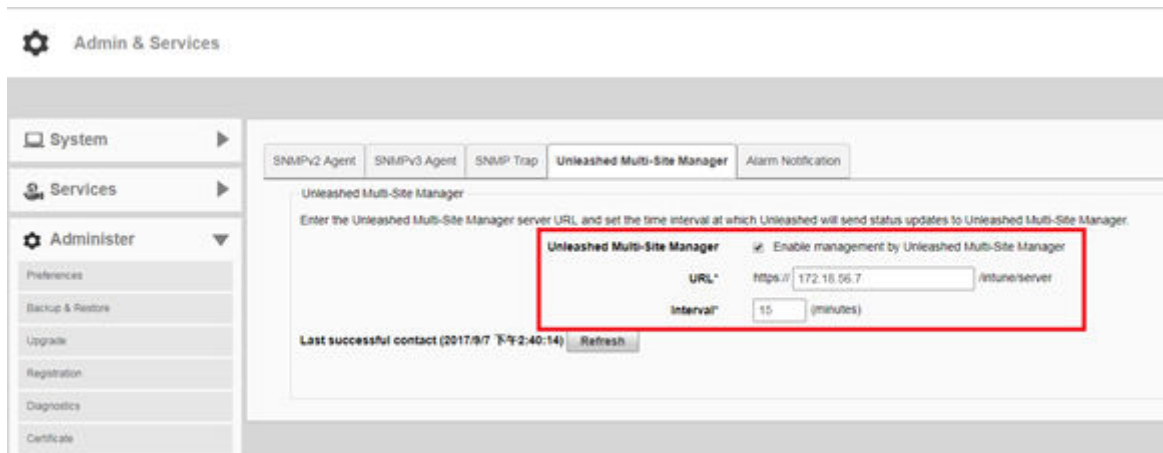 Admin & Services
System
Services
Administer
Preferences
Backup & Restore
Upgrade
Registration
Diagnostics
Certificate
SNMPv2 Agent SNMPv3 Agent SNMP Trap Unleashed Multi-Site Manager Alarm Notification
Unleashed Multi-Site Manager
Enter the Unleashed Multi-Site Manager server URL and set the time interval at which Unleashed will send status updates to Unleashed Multi-Site Manager.
Unleashed Multi-Site Manager Enable management by Unleashed Multi-Site Manager
URL* https:// 172.18.56.7 /intune/server
Interval* 15 (minutes)
Last successful contact (2017/9/7 下午2:40:14) Refresh